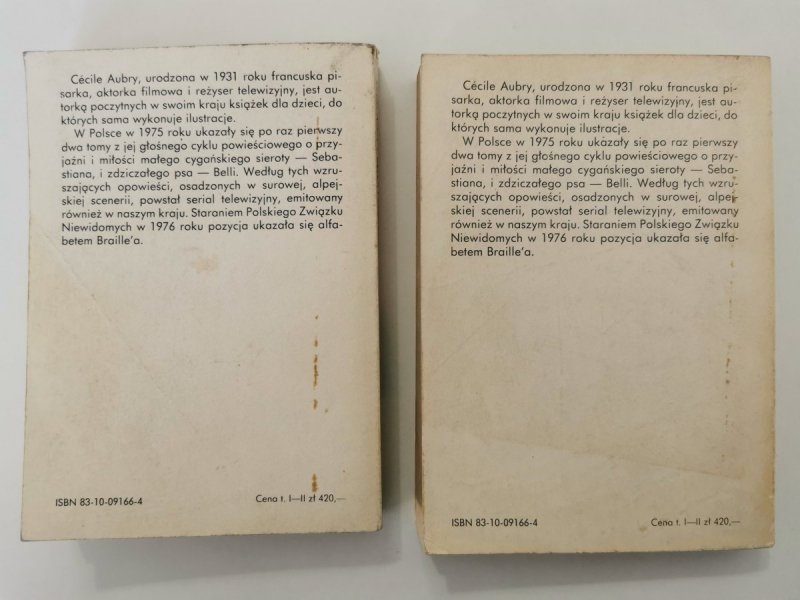 Cécile Aubry, urodzona w 1931 roku francuska pi-
sarka, aktorka filmowa i reżyser telewizyjny, jest au-
torką poczytnych w swoim kraju książek dla dzieci, do
których sama wykonuje ilustracje.
W Polsce w 1975 roku ukazały się po raz pierwszy
dwa tomy z jej głośnego cyklu powieściowego o przy-
jaźni i miłości małego cygańskiego sieroty — Seba-
stiana, i zdziczałego psa — Belli. Według tych wzru-
szających opowieści, osadzonych w surowej, alpej-
skiej scenerii, powstał serial telewizyjny, emitowany
również w naszym kraju. Staraniem Polskiego Związku
Niewidomych w 1976 roku pozycja ukazała się alfa-
betem Braille'a.
ISBN 83-10-09166-4
Cena t. I—II zł 420,—
Cécile Aubry, urodzona w 1931 roku francuska pi-
sarka, aktorka filmowa i reżyser telewizyjny, jest au-
torką poczytnych w swoim kraju książek dla dzieci, do
których sama wykonuje ilustracje.
W Polsce w 1975 roku ukazały się po raz pierwszy
dwa tomy z jej głośnego cyklu powieściowego o przy-
jaźni i miłości małego cygańskiego sieroty — Seba-
stiana, i zdziczałego psa — Belli. Według tych wzru-
szających opowieści, osadzonych w surowej, alpej-
skiej scenerii, powstał serial telewizyjny, emitowany
również w naszym kraju. Staraniem Polskiego Związku
Niewidomych w 1976 roku pozycja ukazała się alfa-
betem Braille'a.
ISBN 83-10-09166-4
Cena t. I—II zł 420,—